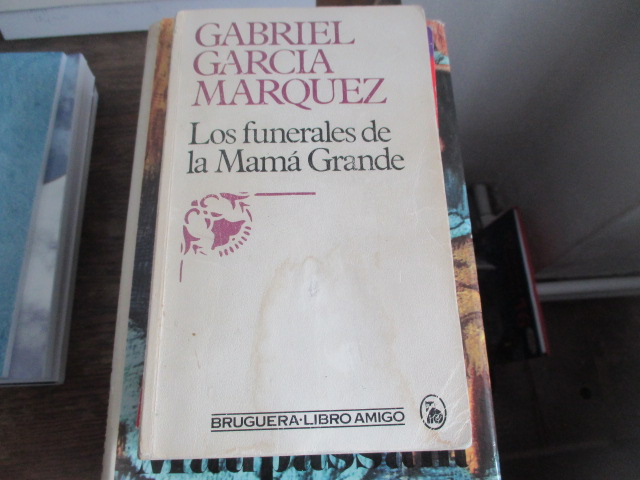 GABRIEL
GARCIA
MARQUEZ
Los funerales de
la Mamá Grande
BRUGUERA-LIBRO AMIGO